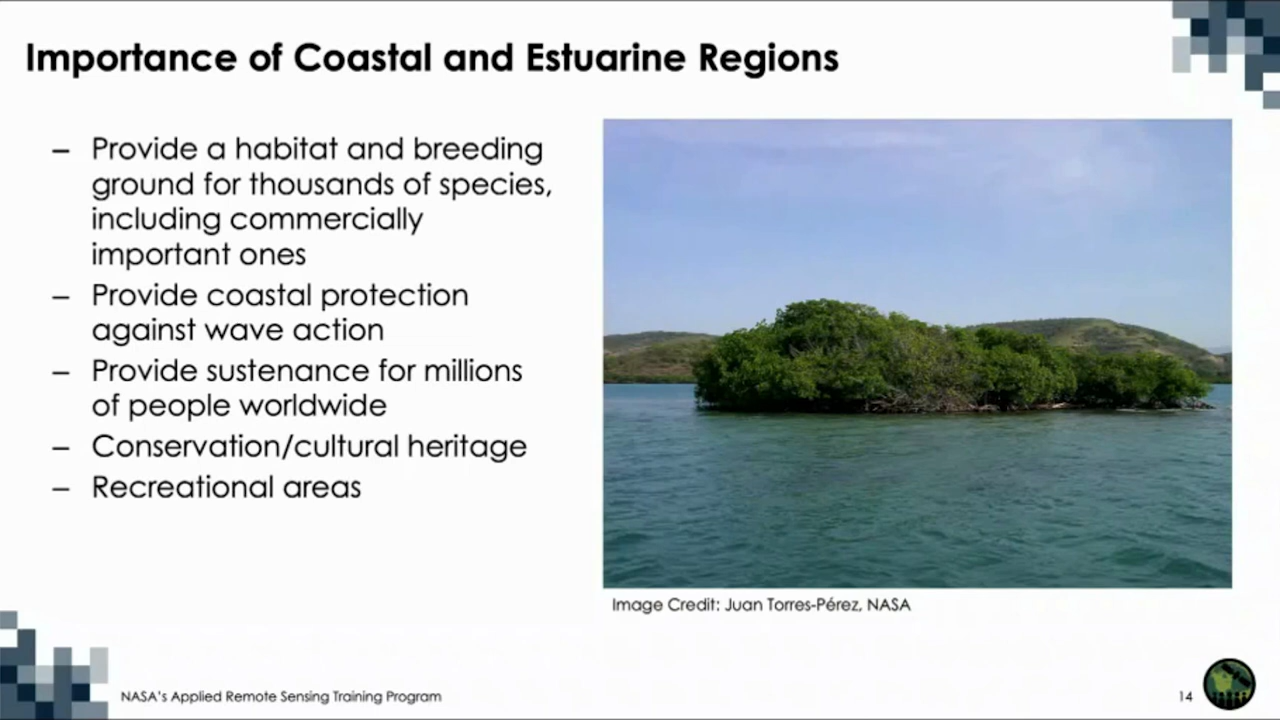 Importance of Coastal and Estuarine Regions
– Provide a habitat and breeding
ground for thousands of species,
including commercially
important ones
– Provide coastal protection
against wave action
– Provide sustenance for millions
of people worldwide
– Conservation/cultural heritage
– Recreational areas
Image Credit: Juan Torres-Pérez, NASA
NASA's Applied Remote Sensing Training Program
14